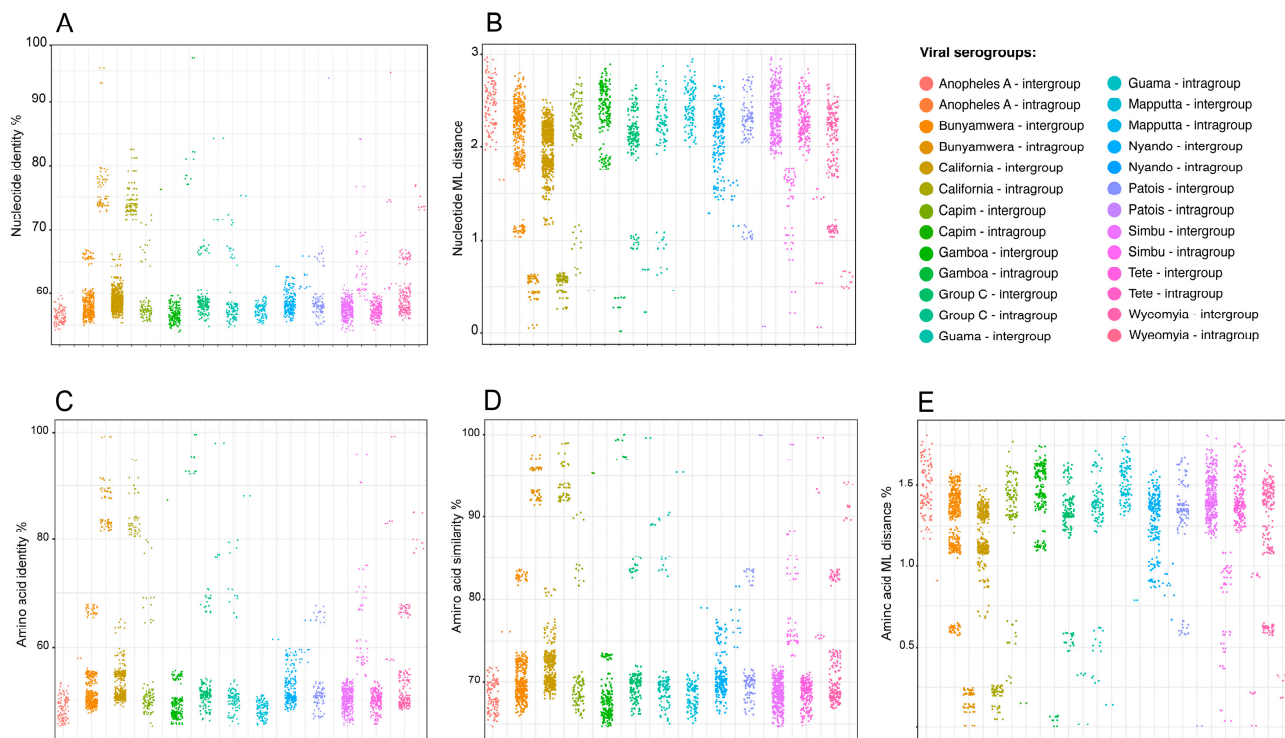 A
Nucleotide identity %
100
90
80
70
60
B
Nucleotide ML distance
3
2
1
0
Viral serogroups:
Anopheles A - intergroup
Anopheles A - intragroup
Bunyamwera - intergroup
Bunyamwera - intragroup
California - intergroup
California - intragroup
Capim - intergroup
Capim - intragroup
Gamboa - intergroup
Gamboa - intragroup
Group C - intergroup
Group C - intragroup
Guama - intergroup
Guama - intragroup
Mapputta - intergroup
Mapputta - intragroup
Nyando - intergroup
Nyando - intragroup
Patois - intergroup
Patois - intragroup
Simbu - intergroup
Simbu - intragroup
Tete - intergroup
Tete - intragroup
Wycomyia - intergroup
Wyeomyia - intragroup
C
Amino acid identity %
100
90
80
60
D
Amino acid similarity %
100
90
80
70
E
Aminc acid ML distance %
1.5
1.0
0.5